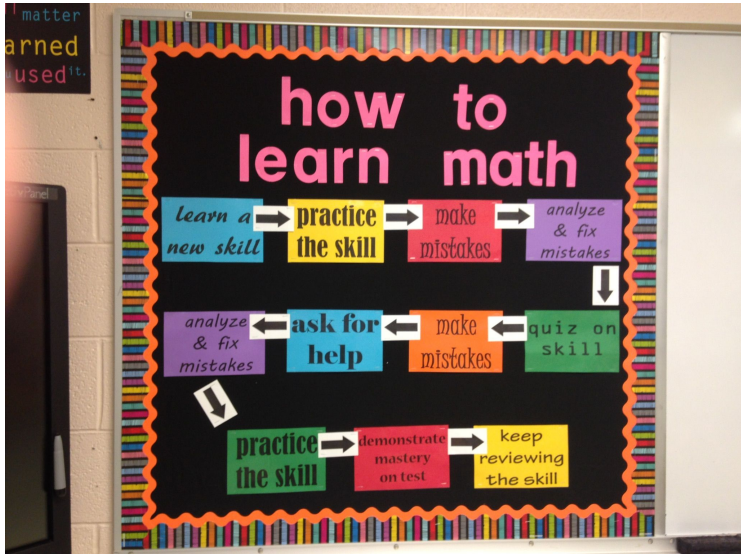 matter
arned
used it.
Panel
how to
learn math
learn a
new skill
practice
the skill
make
mistakes
analyze
& fix
mistakes
quiz on
skill
make
mistakes
ask for
help
analyze
& fix
mistakes
practice
the skill
demonstrate
mastery
on test
keep
reviewing
the skill